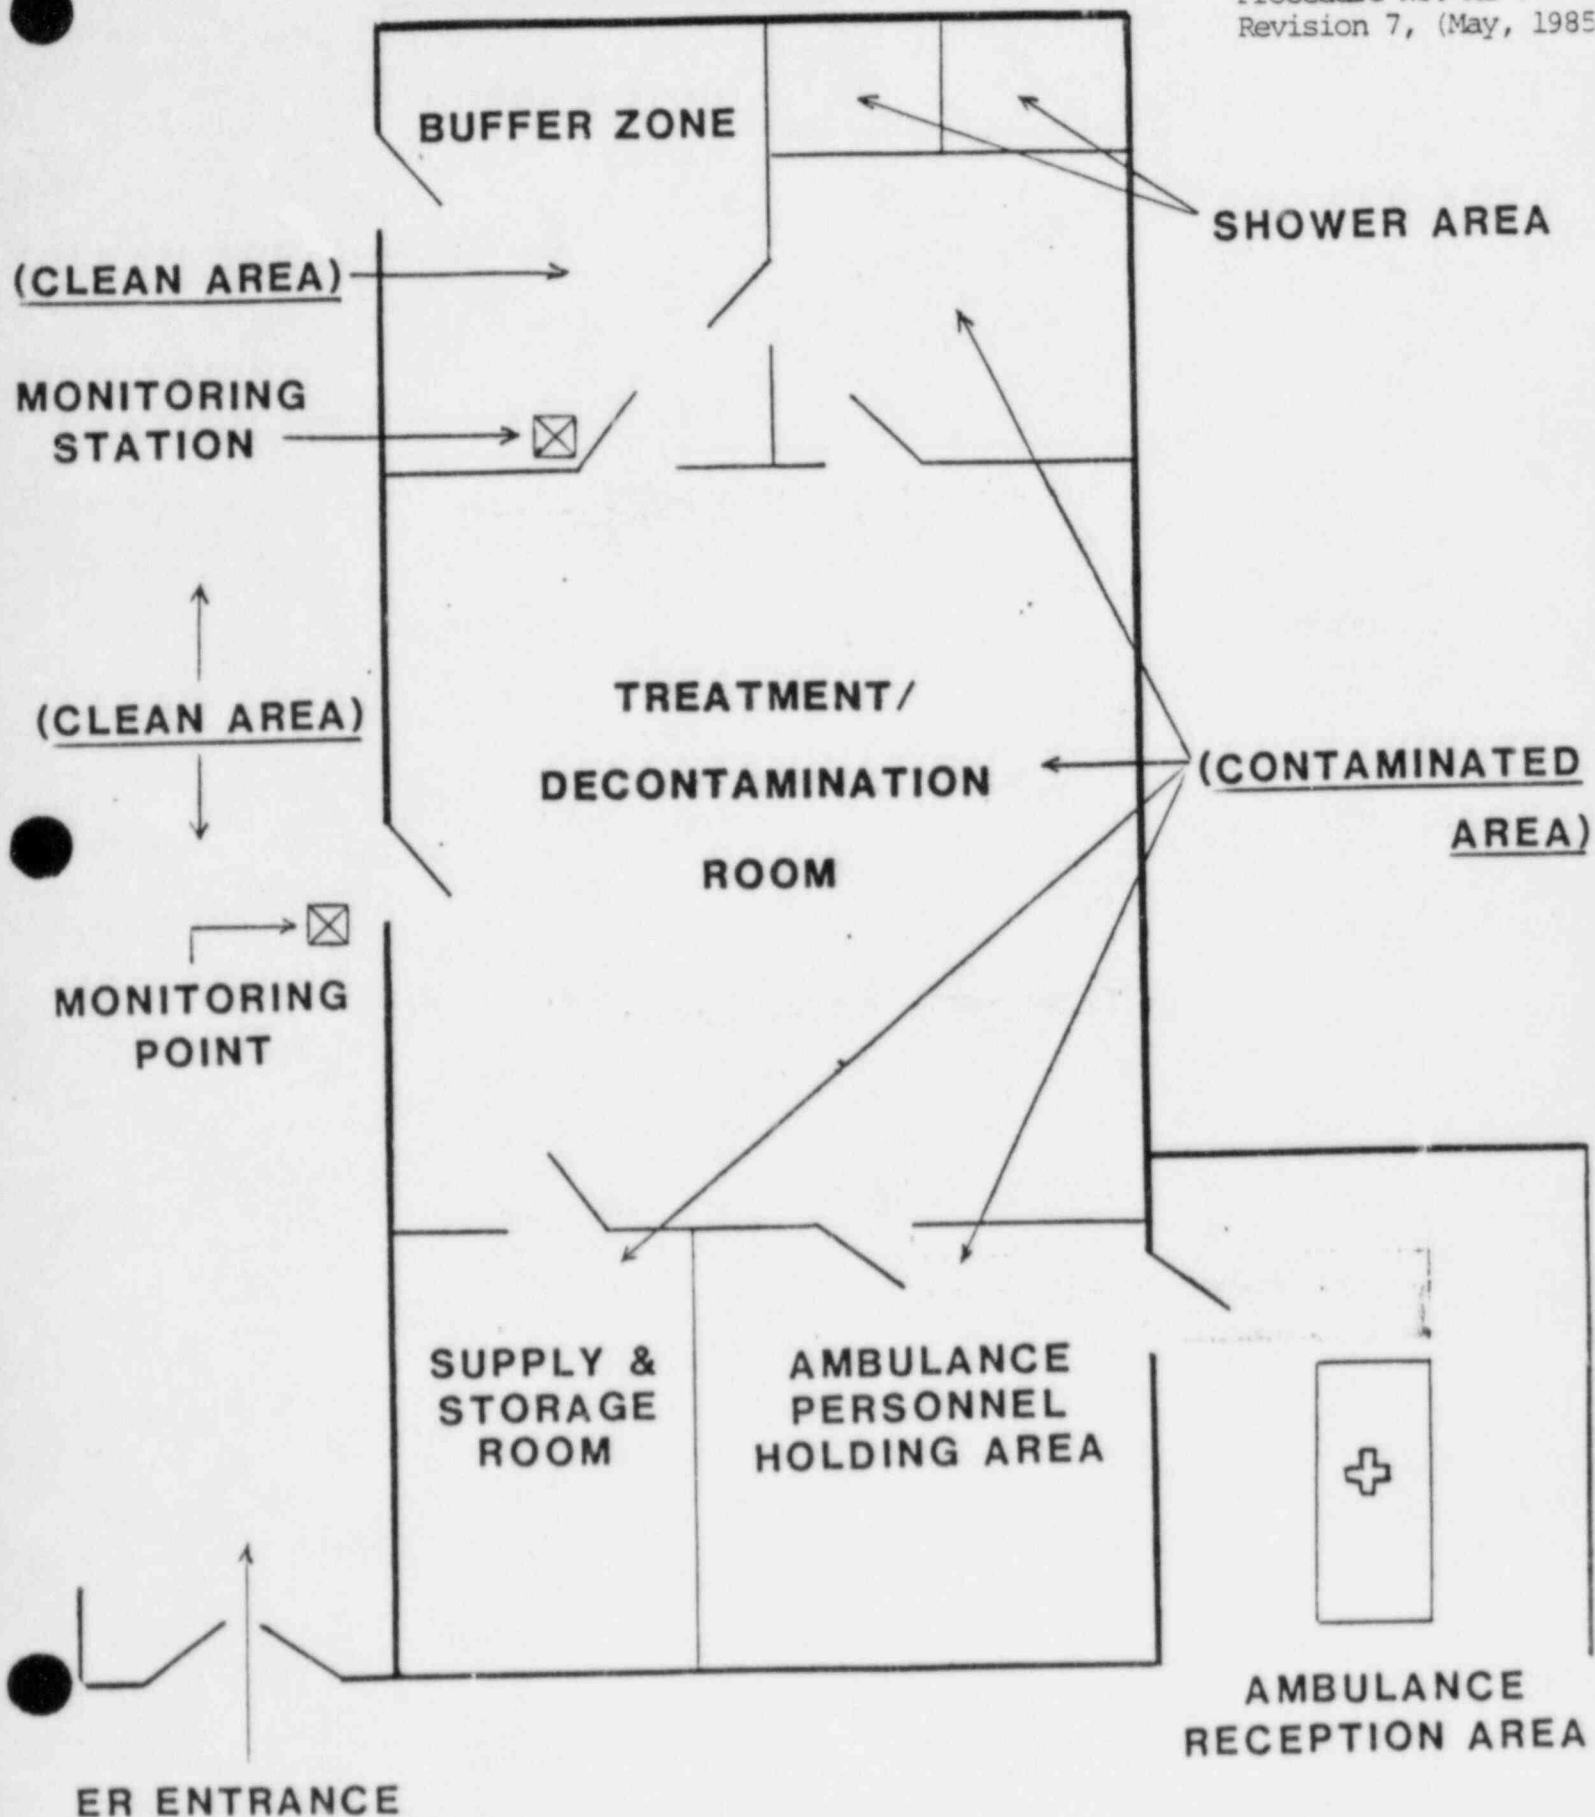 Revision 7, (May, 1985
BUFFER ZONE
SHOWER AREA
(CLEAN AREA)
MONITORING
STATION
(CLEAN AREA)
TREATMENT/
DECONTAMINATION
ROOM
(CONTAMINATED
AREA)
MONITORING
POINT
SUPPLY &
STORAGE
ROOM
AMBULANCE
PERSONNEL
HOLDING AREA
AMBULANCE
RECEPTION AREA
ER ENTRANCE